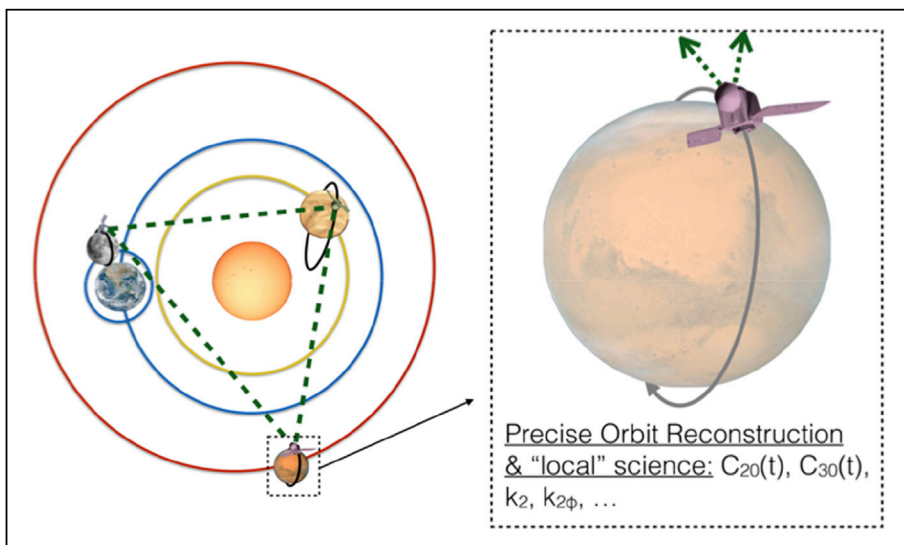 Precise Orbit Reconstruction
& “local” science: C₂₀(t), C₃₀(t),
k₂, k₂ϕ, …